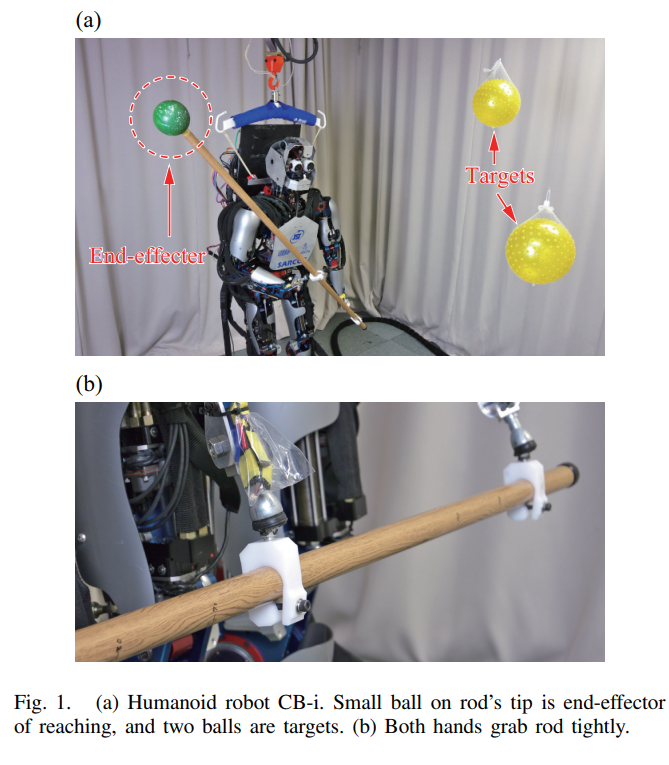 (a)
Targets
End-effecter
SARCO
(b)
Fig. 1. (a) Humanoid robot CB-i. Small ball on rod's tip is end-effector
of reaching, and two balls are targets. (b) Both hands grab rod tightly.